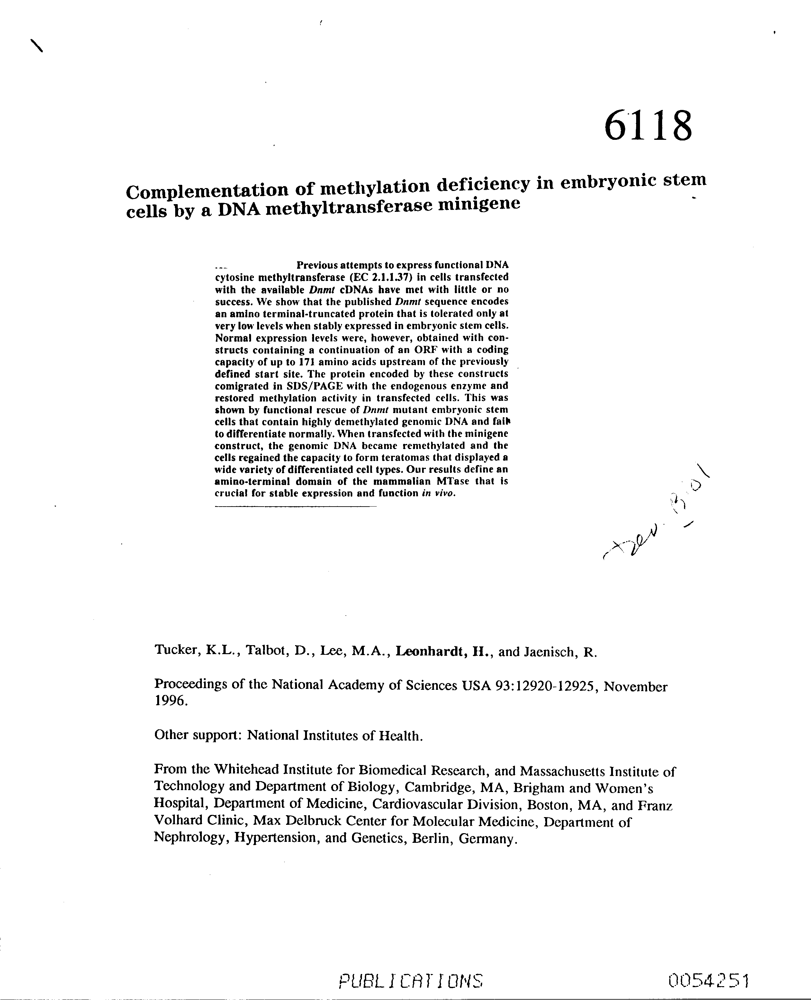 6118
Complementation of methylation deficiency in embryonic stem
cells by a DNA methyltransferase minigene
... Previous attempts to express functional DNA
cytosine methyltransferase (EC 2.1.1.37) in cells transfected
with the available Dnmt cDNAs have met with little or no
success. We show that the published Dnmt sequence encodes
an amino terminal-truncated protein that is tolerated only at
very low levels when stably expressed in embryonic stem cells.
Normal expression levels were, however, obtained with con-
structs containing a continuation of an ORF with a coding
capacity of up to 171 amino acids upstream of the previously
defined start site. The protein encoded by these constructs
comigrated in SDS/PAGE with the endogenous enzyme and
restored methylation activity in transfected cells. This was
shown by functional rescue of Dnmt mutant embryonic stem
cells that contain highly demethylated genomic DNA and fail
to differentiate normally. When transfected with the minigene
construct, the genomic DNA became remethylated and the
cells regained the capacity to form teratomas that displayed a
wide variety of differentiated cell types. Our results define an
amino-terminal domain of the mammalian MTase that is
crucial for stable expression and function in vivo.
Dev. Biol
Tucker, K.L., Talbot, D., Lee, M.A., Leonhardt, H., and Jaenisch, R.
Proceedings of the National Academy of Sciences USA 93:12920-12925, November
1996.
Other support: National Institutes of Health.
From the Whitehead Institute for Biomedical Research, and Massachusetts Institute of
Technology and Department of Biology, Cambridge, MA, Brigham and Women's
Hospital, Department of Medicine, Cardiovascular Division, Boston, MA, and Franz
Volhard Clinic, Max Delbruck Center for Molecular Medicine, Department of
Nephrology, Hypertension, and Genetics, Berlin, Germany.
PUBLICATIONS 0054251